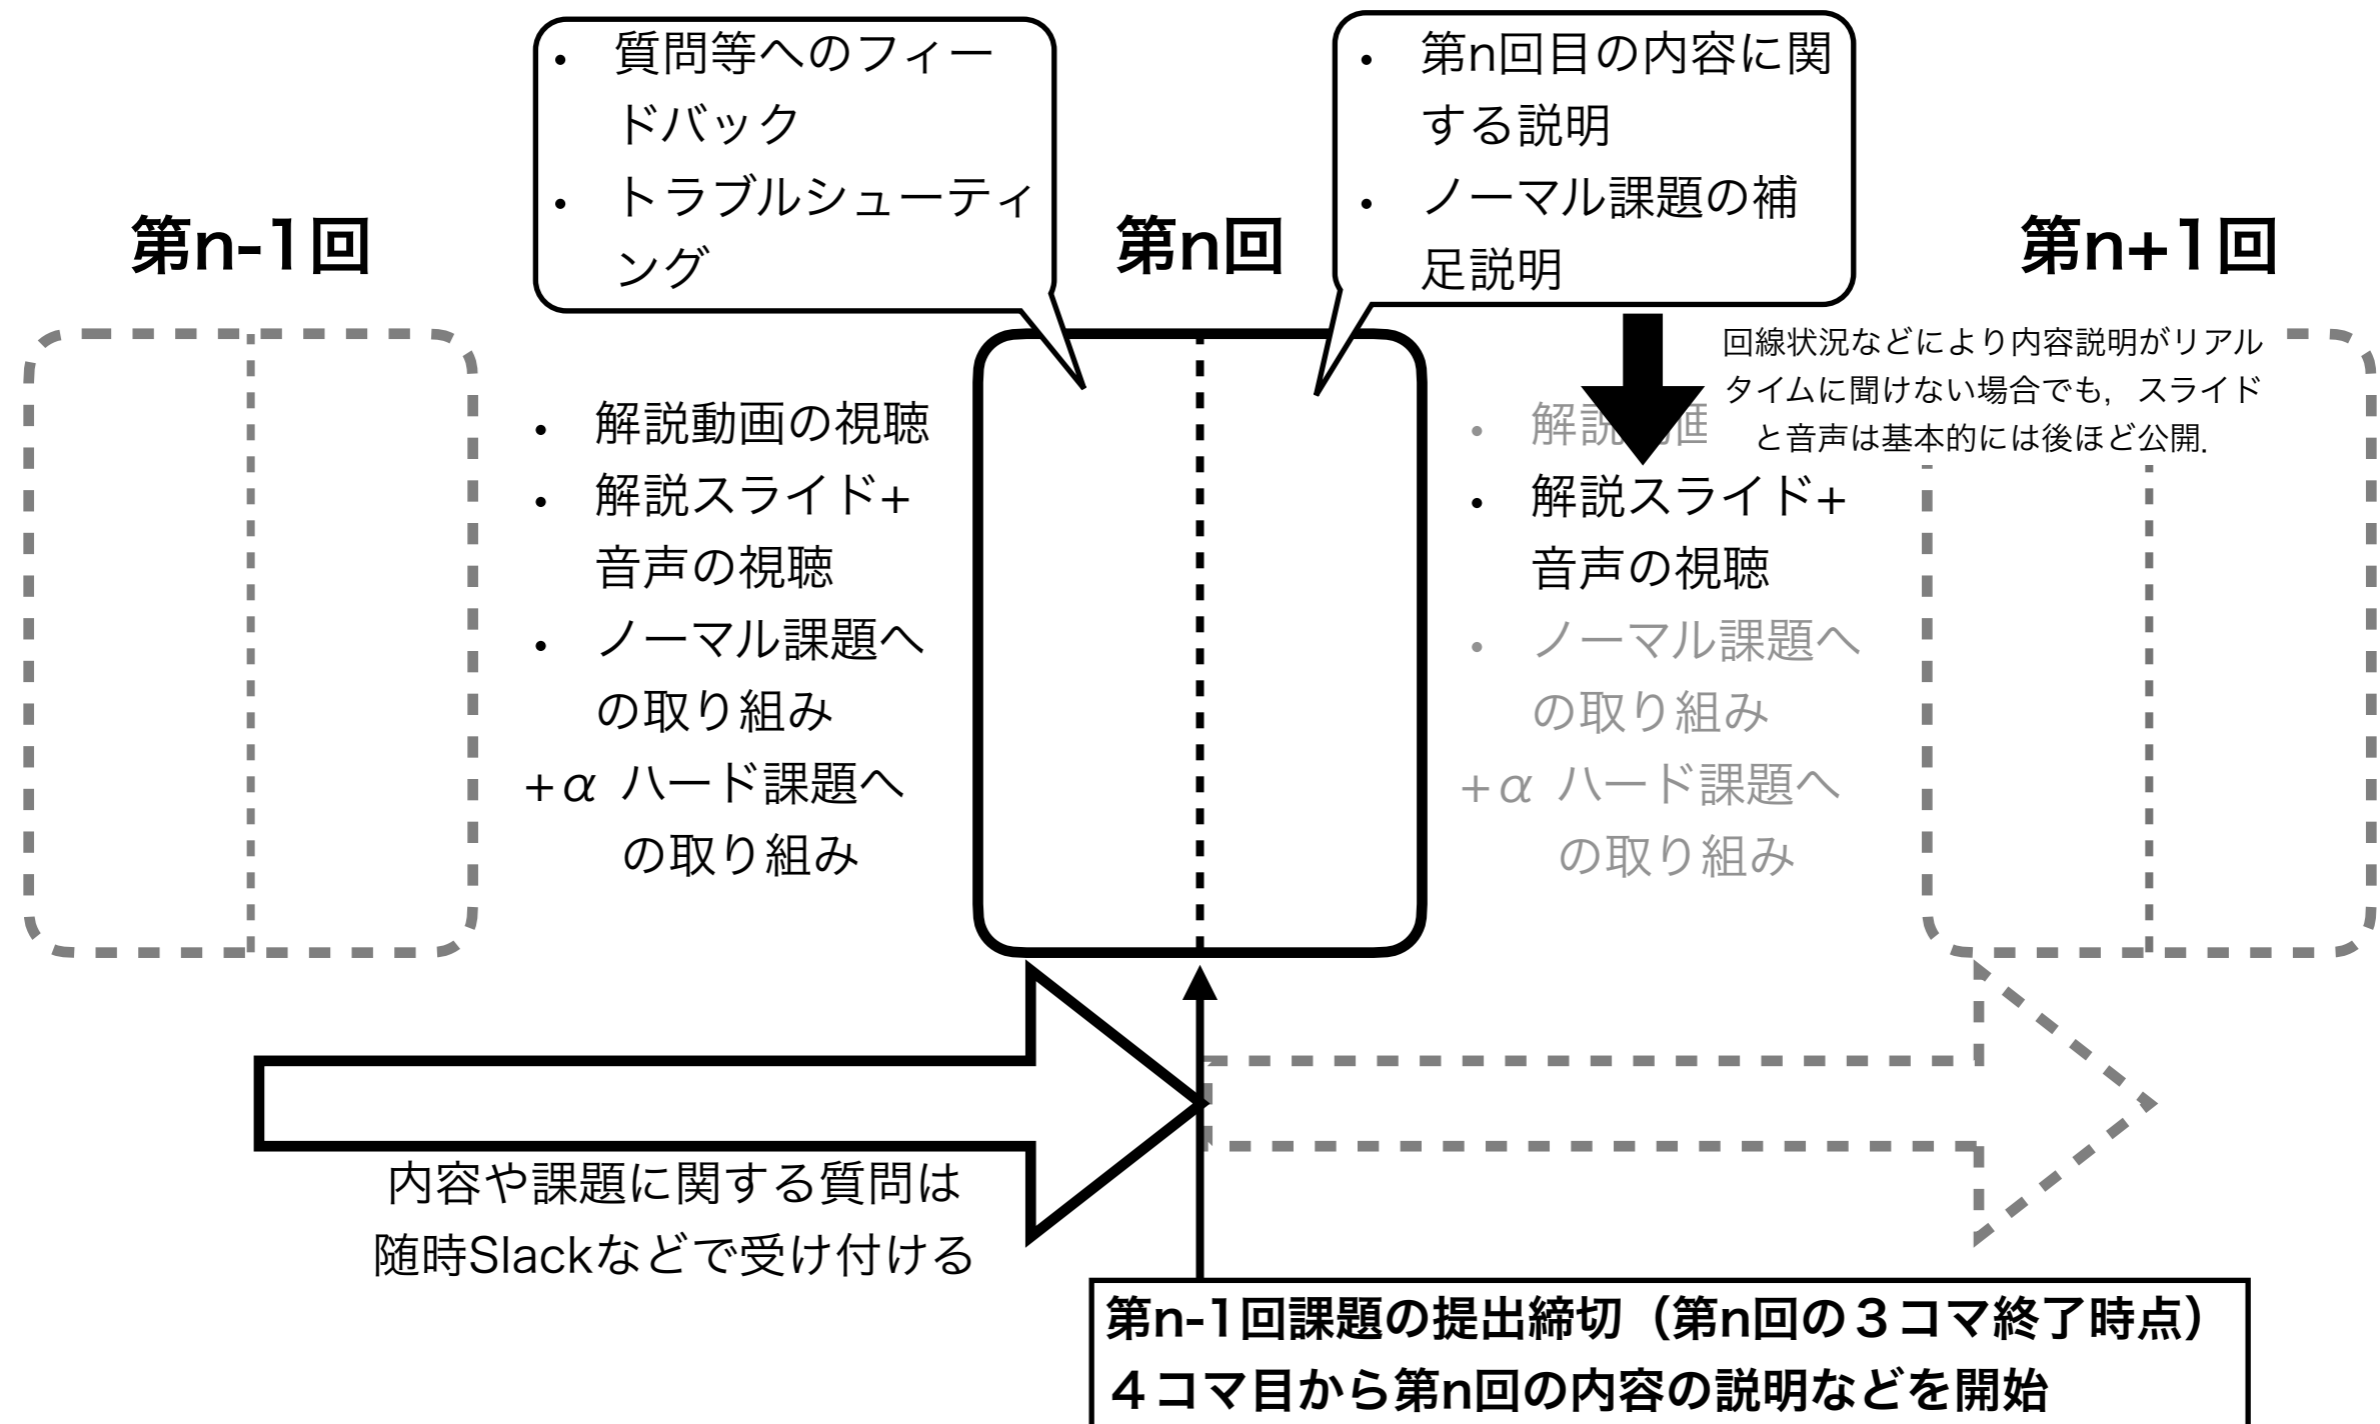 • 質問等へのフィー
ドバック
• トラブルシューティ
ング
• 第n回目の内容に関
する説明
• ノーマル課題の補
足説明
第n-1回
第n回
第n+1回
回線状況などにより内容説明がリアル
タイムに聞けない場合でも，スライド
と音声は基本的には後ほど公開．
• 解説動画の視聴
• 解説スライド+
音声の視聴
• ノーマル課題へ
の取り組み
+α ハード課題へ
の取り組み
• 解説
• 解説スライド+
音声の視聴
• ノーマル課題へ
の取り組み
+α ハード課題へ
の取り組み
内容や課題に関する質問は
随時Slackなどで受け付ける
第n-1回課題の提出締切（第n回の３コマ終了時点）
４コマ目から第n回の内容の説明などを開始